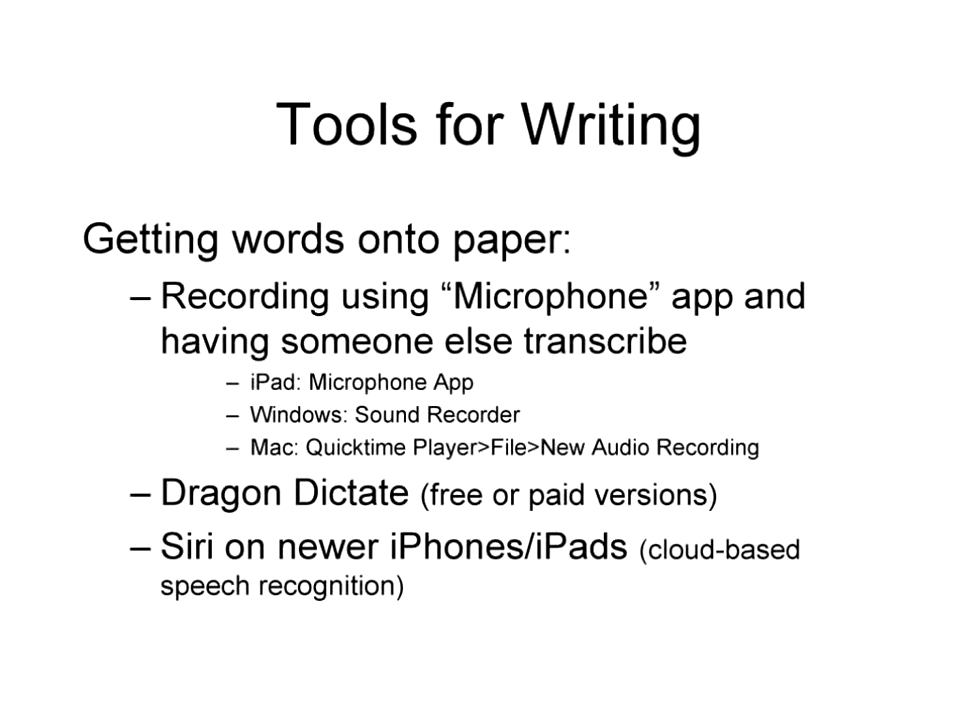 Tools for Writing
Getting words onto paper:
– Recording using “Microphone” app and
having someone else transcribe
– iPad: Microphone App
– Windows: Sound Recorder
– Mac: Quicktime Player>File>New Audio Recording
– Dragon Dictate (free or paid versions)
– Siri on newer iPhones/iPads (cloud-based
speech recognition)